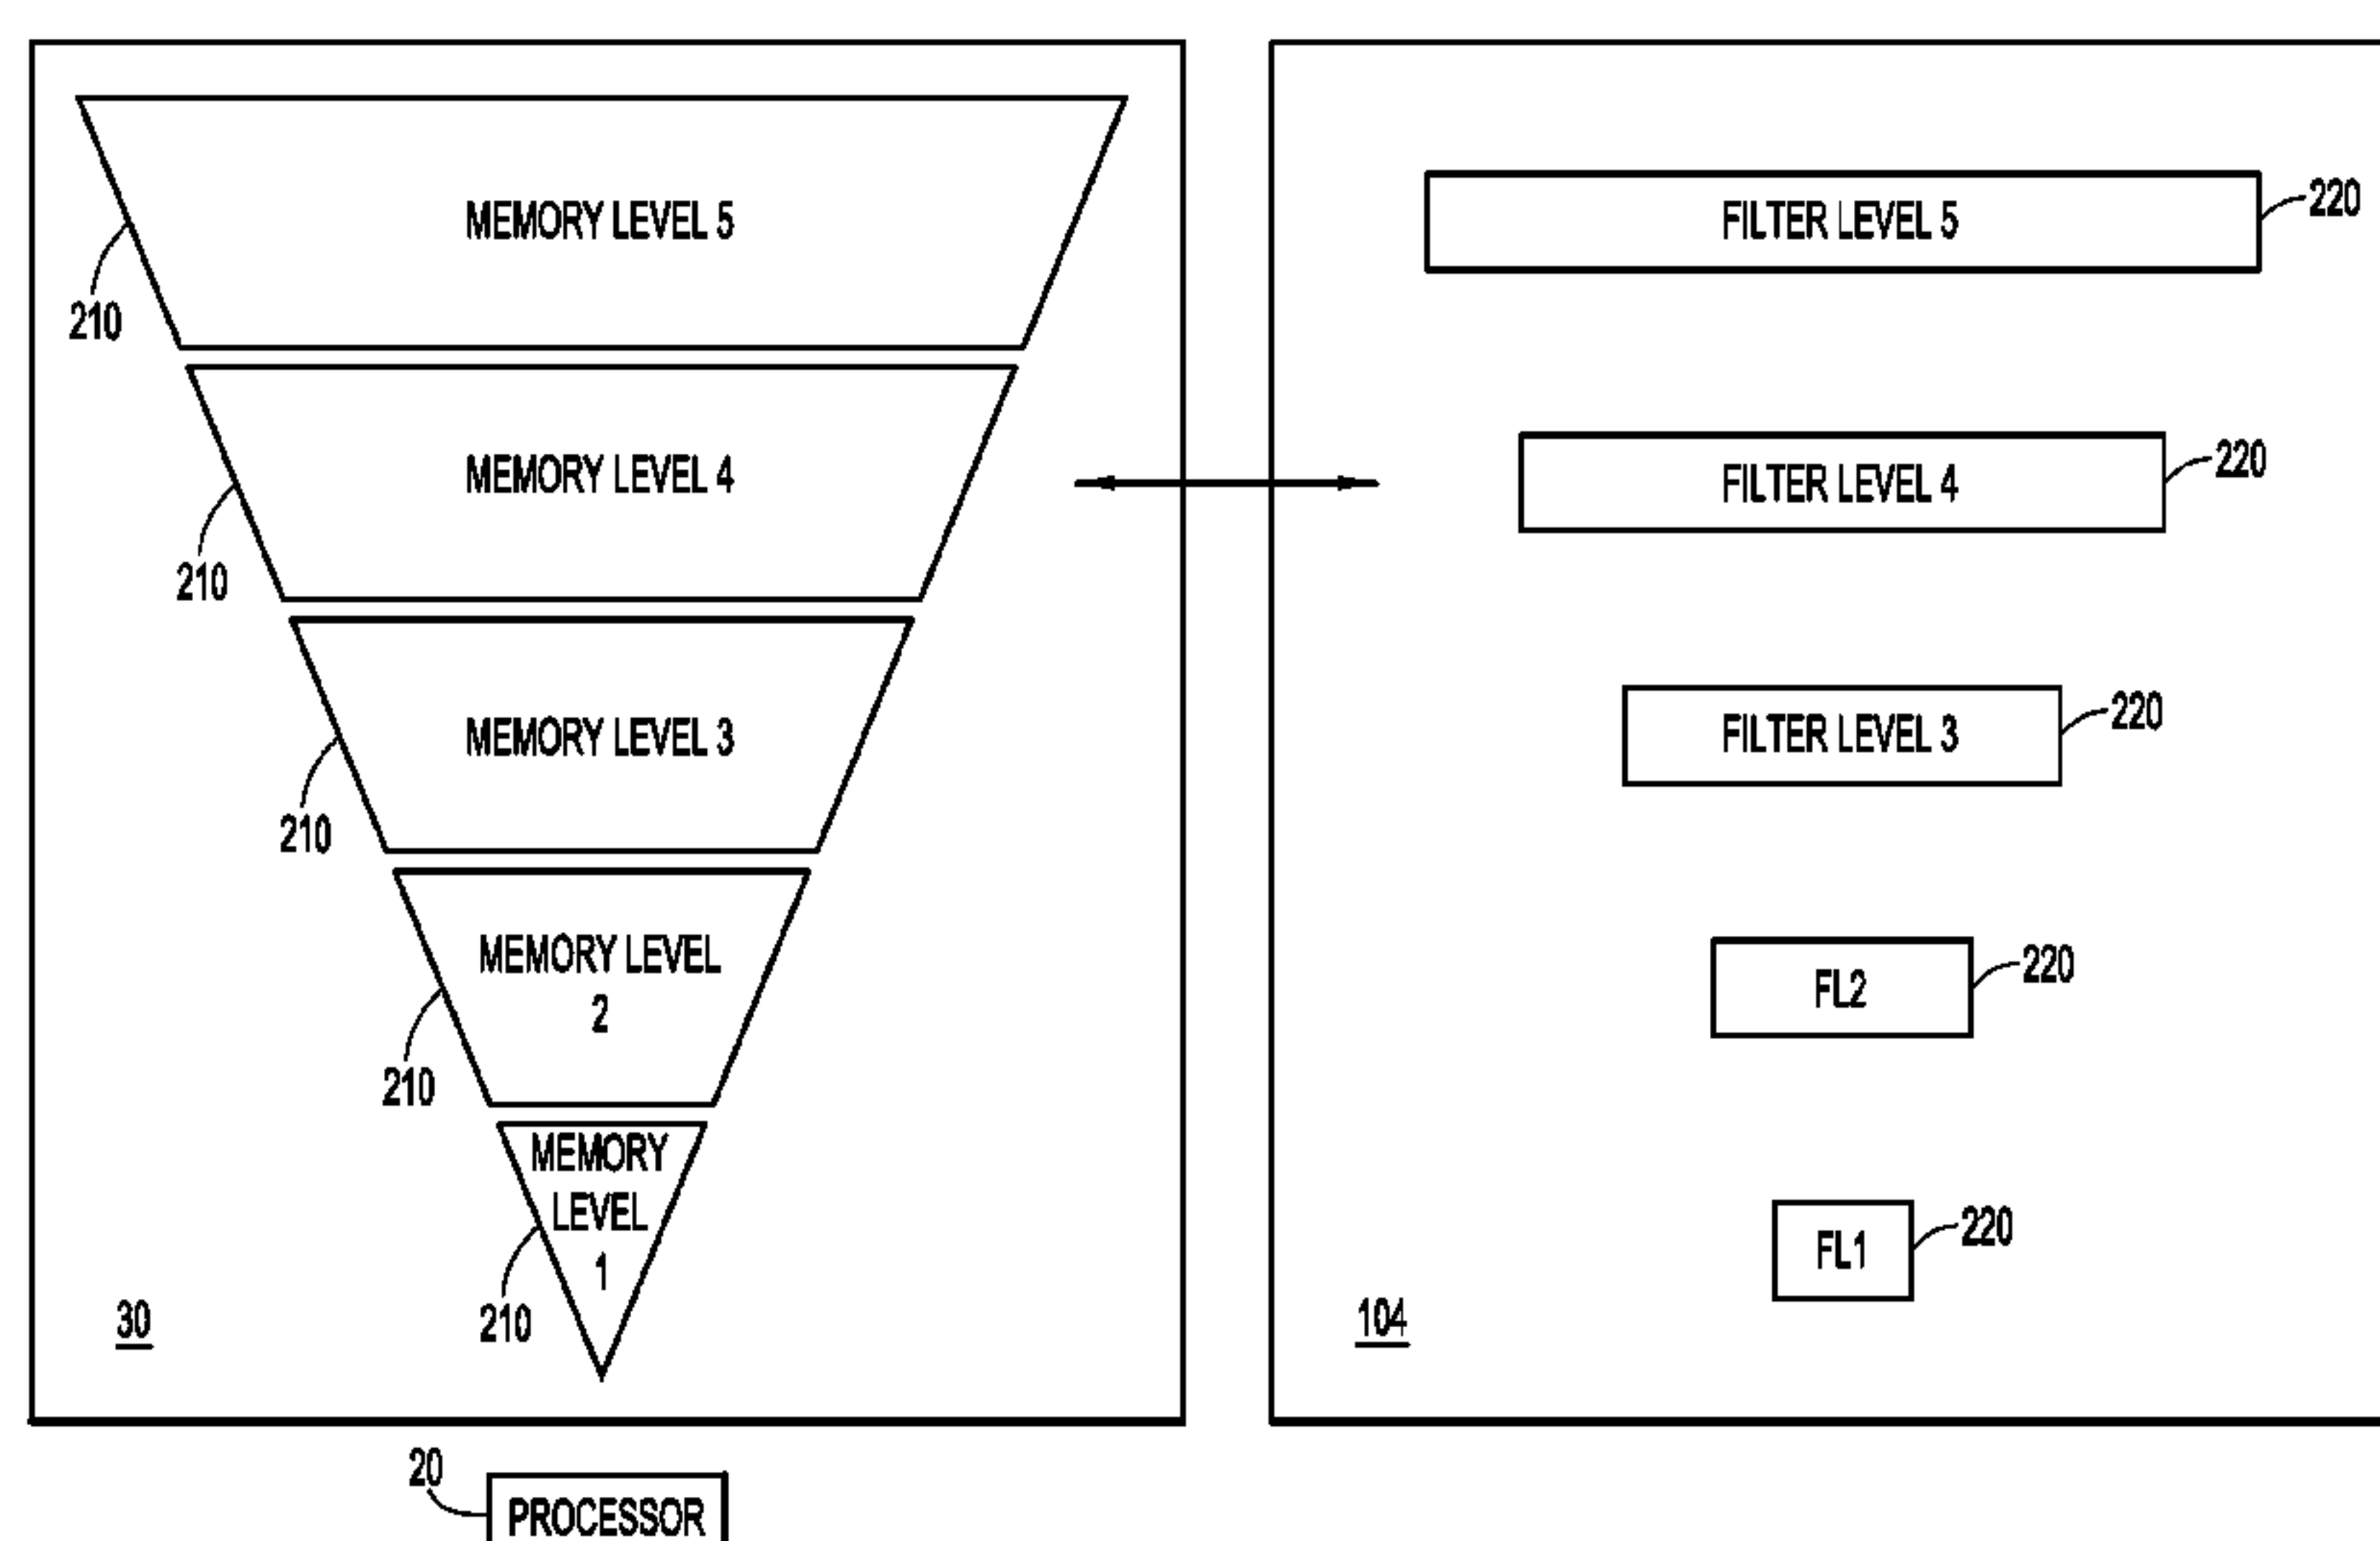 MEMORY LEVEL 5
210
FILTER LEVEL 5
220
MEMORY LEVEL 4
210
FILTER LEVEL 4
220
MEMORY LEVEL 3
210
FILTER LEVEL 3
220
MEMORY LEVEL
2
210
FL2
220
MEMORY
LEVEL
1
210
FL1
220
30
104
20
PROCESSOR